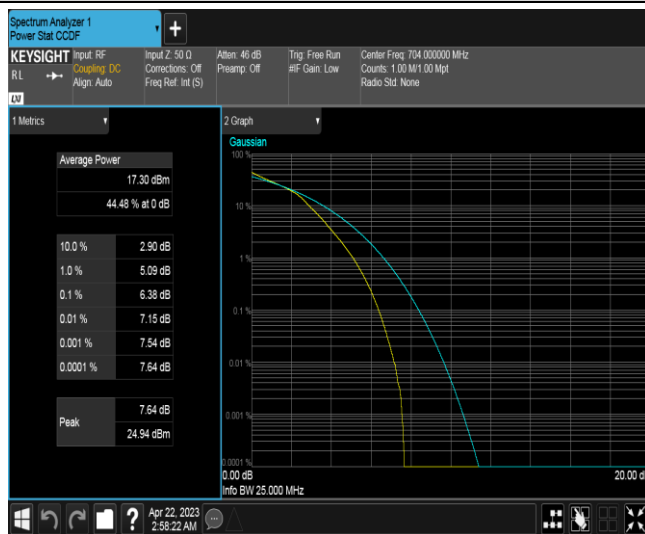 Spectrum Analyzer 1
Power Stat CCDF
+
KEYSIGHT Input: RF Input Z: 50 Ω Atten: 46 dB Trig: Free Run Center Freq: 704.000000 MHz
RL Coupling: DC Corrections: Off Preamp: Off #IF Gain: Low Counts: 1.00 M/1.00 Mpt
Align: Auto Freq Ref: Int (S) Radio Std: None
LXI
1 Metrics 2 Graph
Gaussian
Average Power
17.30 dBm
44.48 % at 0 dB
10.0 % 2.90 dB
1.0 % 5.09 dB
0.1 % 6.38 dB
0.01 % 7.15 dB
0.001 % 7.54 dB
0.0001 % 7.64 dB
Peak 7.64 dB
24.94 dBm
100 %
10 %
1 %
0.1 %
0.01 %
0.001 %
0.0001 %
0.00 dB 20.00 d
Info BW 25.000 MHz
? Apr 22, 2023
2:58:22 AM